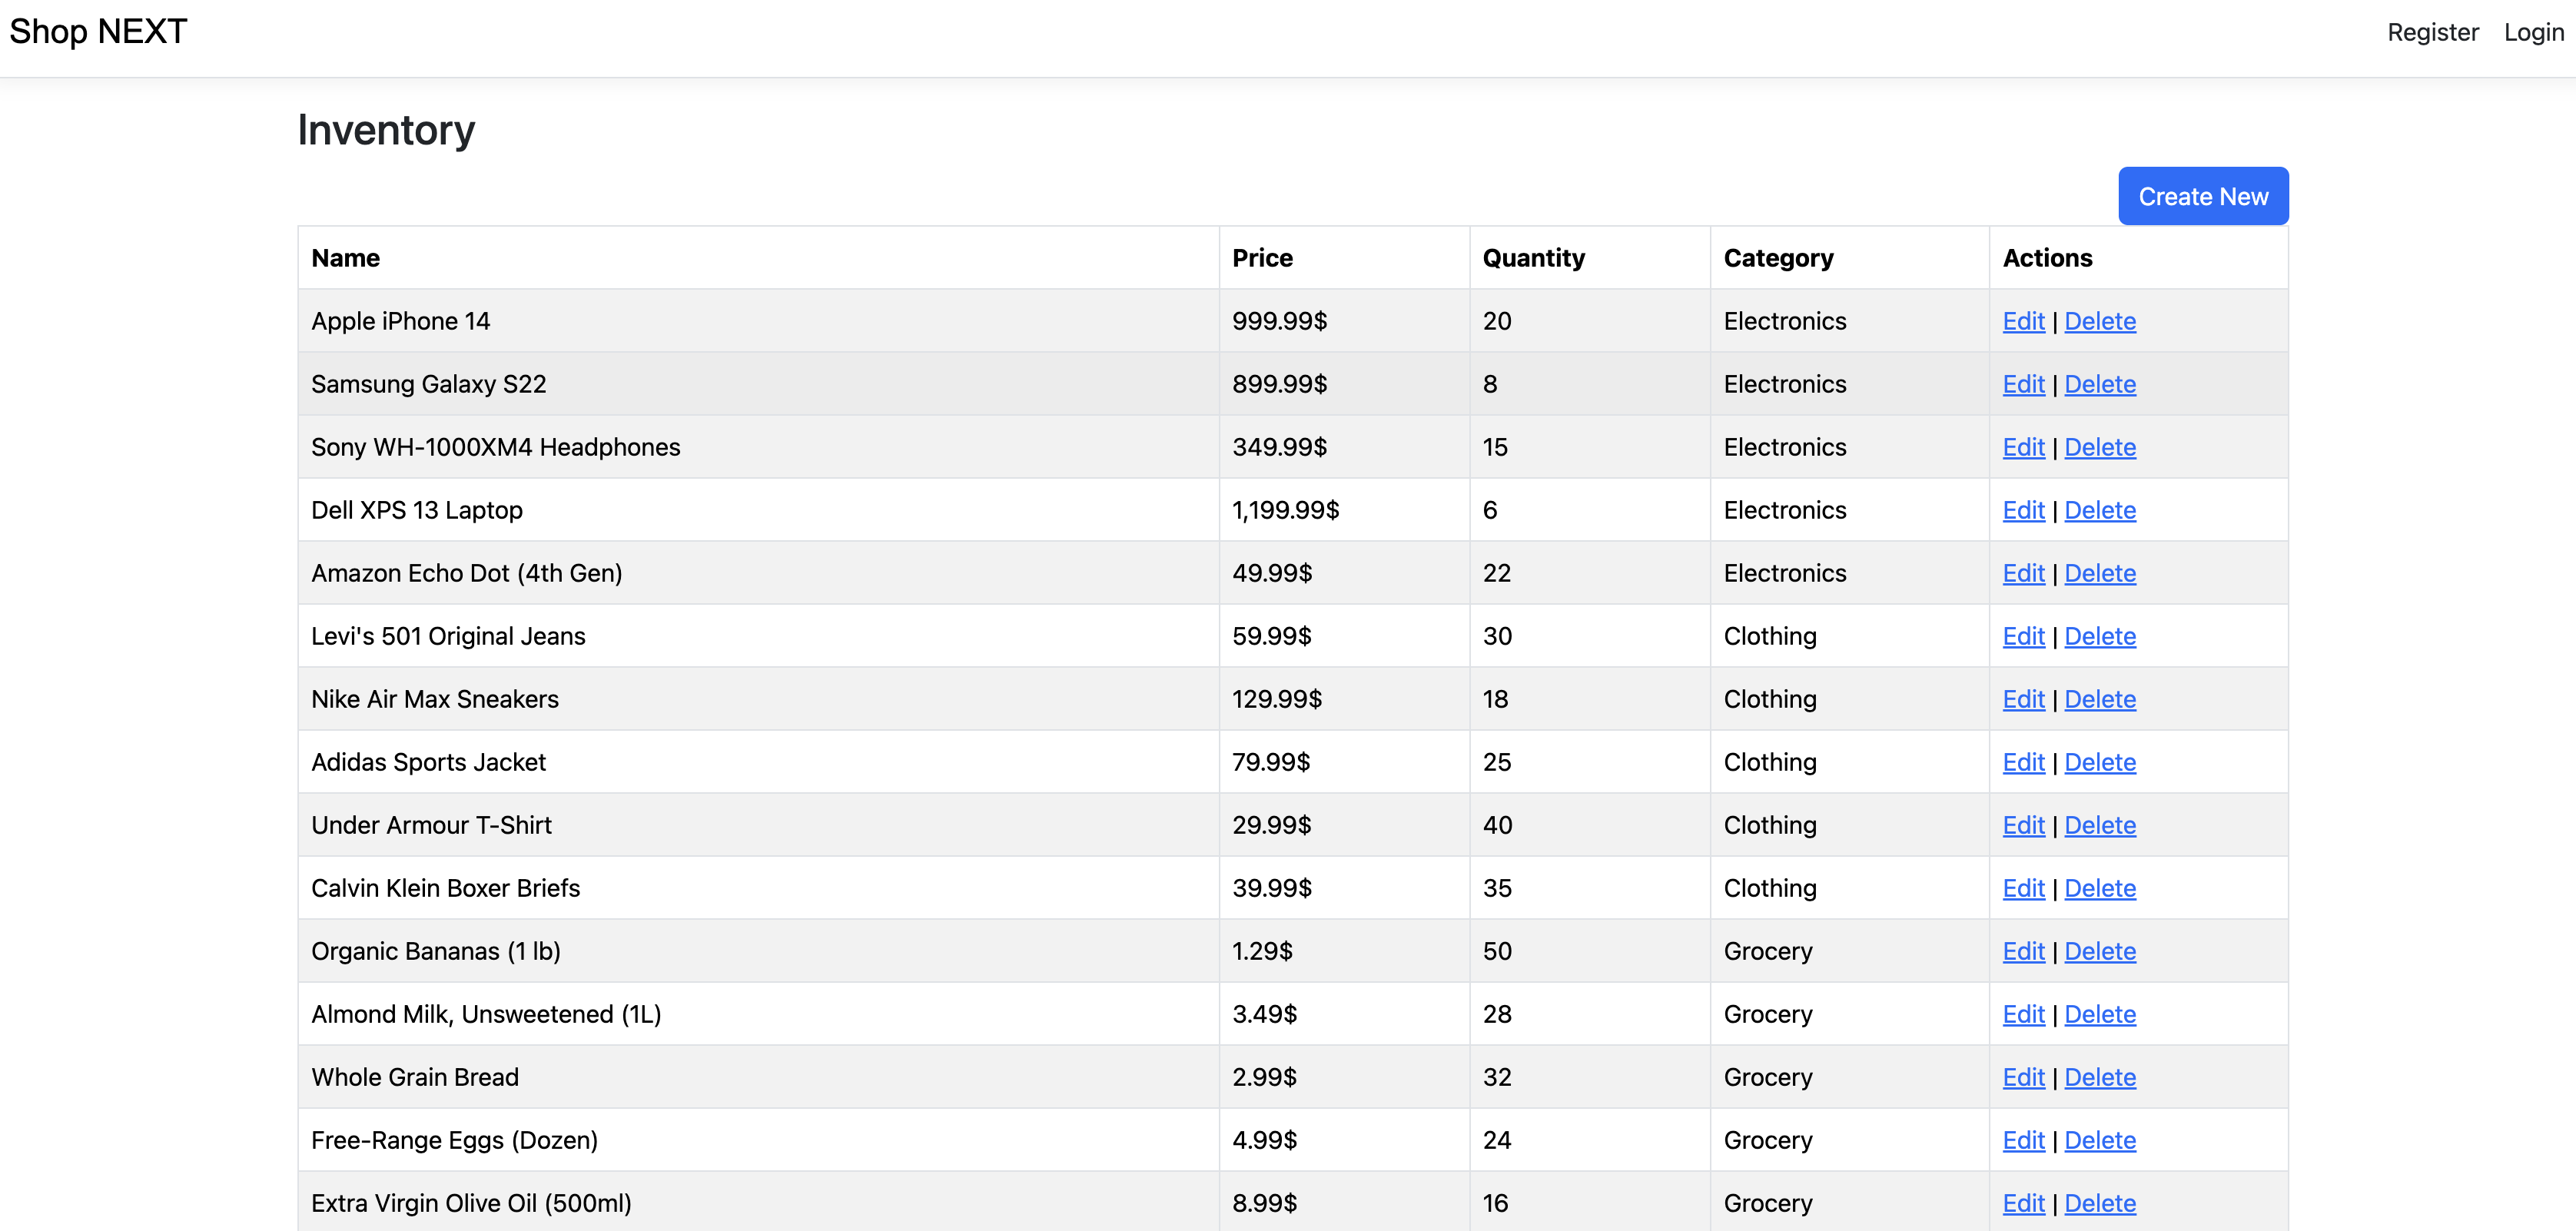 Shop NEXT Register Login
Inventory
Create New
Name Price Quantity Category Actions
Apple iPhone 14 999.99$ 20 Electronics Edit | Delete
Samsung Galaxy S22 899.99$ 8 Electronics Edit | Delete
Sony WH-1000XM4 Headphones 349.99$ 15 Electronics Edit | Delete
Dell XPS 13 Laptop 1,199.99$ 6 Electronics Edit | Delete
Amazon Echo Dot (4th Gen) 49.99$ 22 Electronics Edit | Delete
Levi's 501 Original Jeans 59.99$ 30 Clothing Edit | Delete
Nike Air Max Sneakers 129.99$ 18 Clothing Edit | Delete
Adidas Sports Jacket 79.99$ 25 Clothing Edit | Delete
Under Armour T-Shirt 29.99$ 40 Clothing Edit | Delete
Calvin Klein Boxer Briefs 39.99$ 35 Clothing Edit | Delete
Organic Bananas (1 lb) 1.29$ 50 Grocery Edit | Delete
Almond Milk, Unsweetened (1L) 3.49$ 28 Grocery Edit | Delete
Whole Grain Bread 2.99$ 32 Grocery Edit | Delete
Free-Range Eggs (Dozen) 4.99$ 24 Grocery Edit | Delete
Extra Virgin Olive Oil (500ml) 8.99$ 16 Grocery Edit | Delete